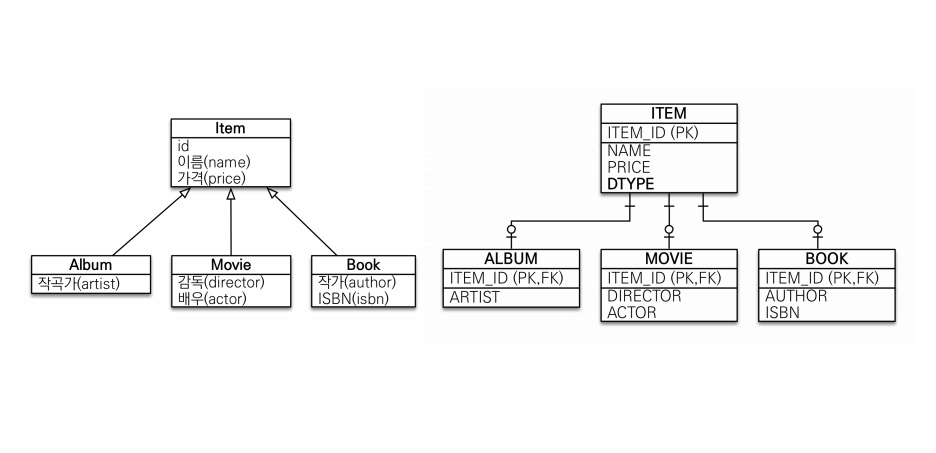 Item
id
이름(name)
가격(price)
Album
작곡가(artist)
Movie
감독(director)
배우(actor)
Book
작가(author)
ISBN(isbn)
ITEM
ITEM_ID (PK)
NAME
PRICE
DTYPE
ALBUM
ITEM_ID (PK,FK)
ARTIST
MOVIE
ITEM_ID (PK,FK)
DIRECTOR
ACTOR
BOOK
ITEM_ID (PK,FK)
AUTHOR
ISBN